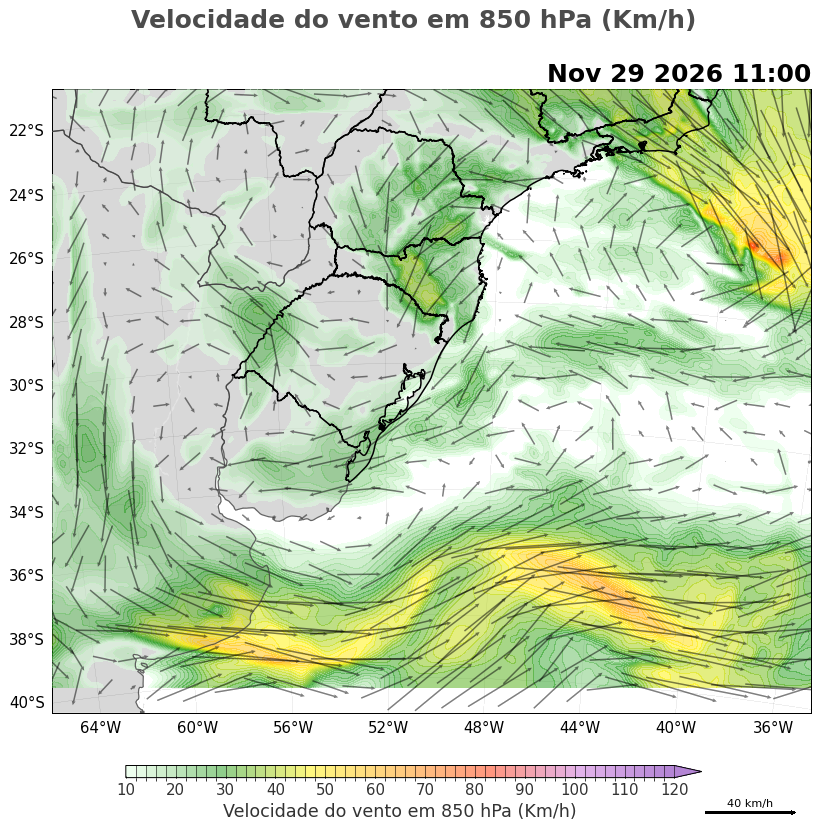 Velocidade do vento em 850 hPa (Km/h)
Nov 29 2026 11:00
22°S
24°S
26°S
28°S
30°S
32°S
34°S
36°S
38°S
40°S
64°W 60°W 56°W 52°W 48°W 44°W 40°W 36°W
10 20 30 40 50 60 70 80 90 100 110 120
Velocidade do vento em 850 hPa (Km/h)
40 km/h